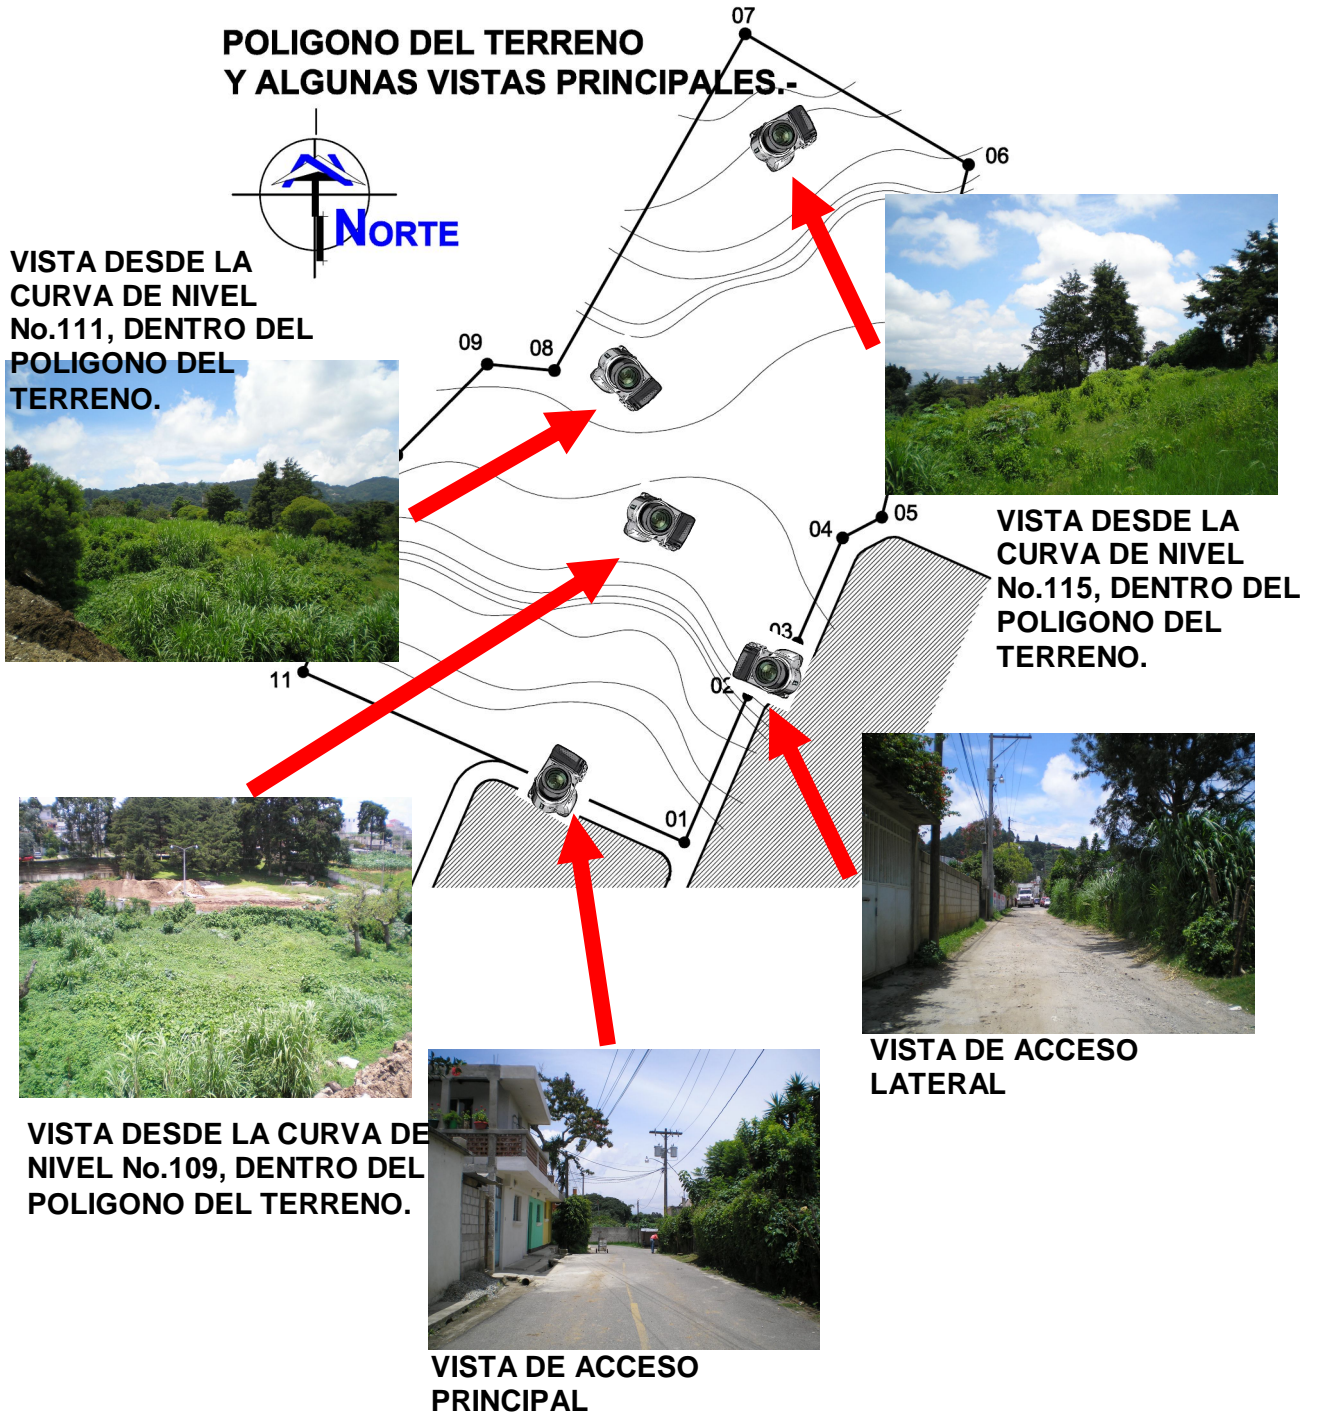 POLIGONO DEL TERRENO
Y ALGUNAS VISTAS PRINCIPALES.-
07
06
NORTE
VISTA DESDE LA
CURVA DE NIVEL
No.111, DENTRO DEL
POLIGONO DEL
TERRENO.
09
08
04
05
VISTA DESDE LA
CURVA DE NIVEL
No.115, DENTRO DEL
POLIGONO DEL
TERRENO.
03
11
02
01
VISTA DE ACCESO
LATERAL
VISTA DESDE LA CURVA DE
NIVEL No.109, DENTRO DEL
POLIGONO DEL TERRENO.
VISTA DE ACCESO
PRINCIPAL